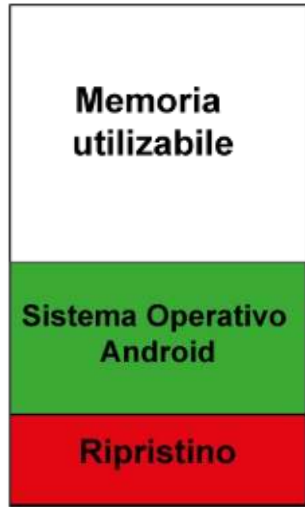 Memoria
utilizabile
Sistema Operativo
Android
Ripristino